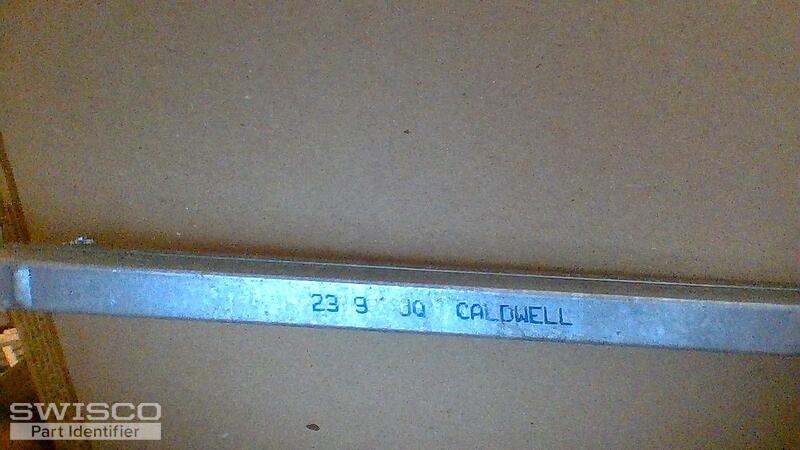 23 9 JQ CALDWELL
SWISCO
Part Identifier